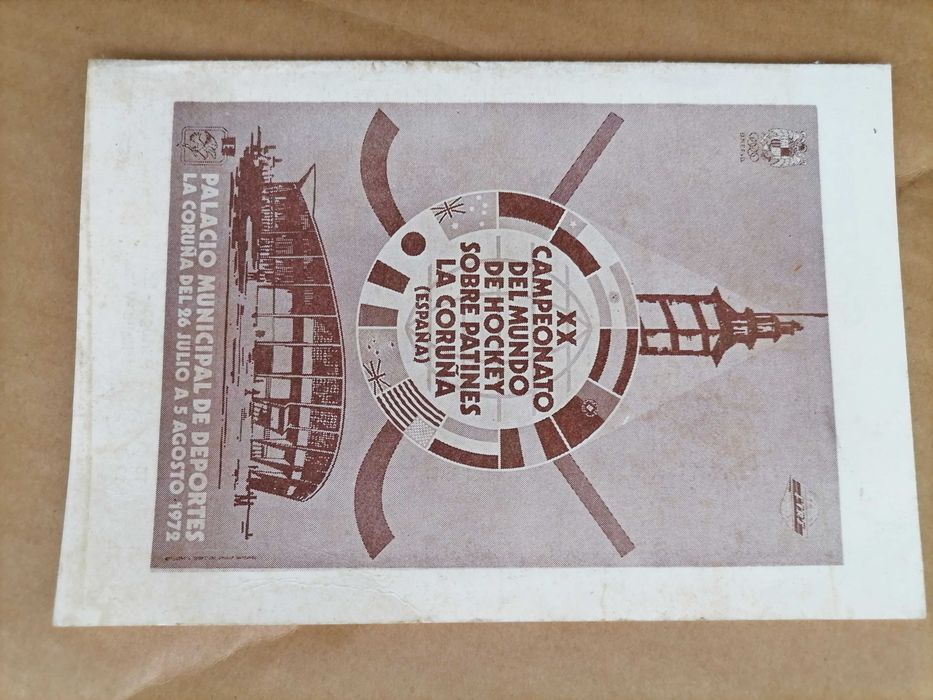 XX
CAMPEONATO
DEL MUNDO
DE HOCKEY
SOBRE PATINES
LA CORUÑA
(ESPAÑA)
PALACIO MUNICIPAL DE DEPORTES
LA CORUÑA DEL 26 JULIO A 5 AGOSTO 1972